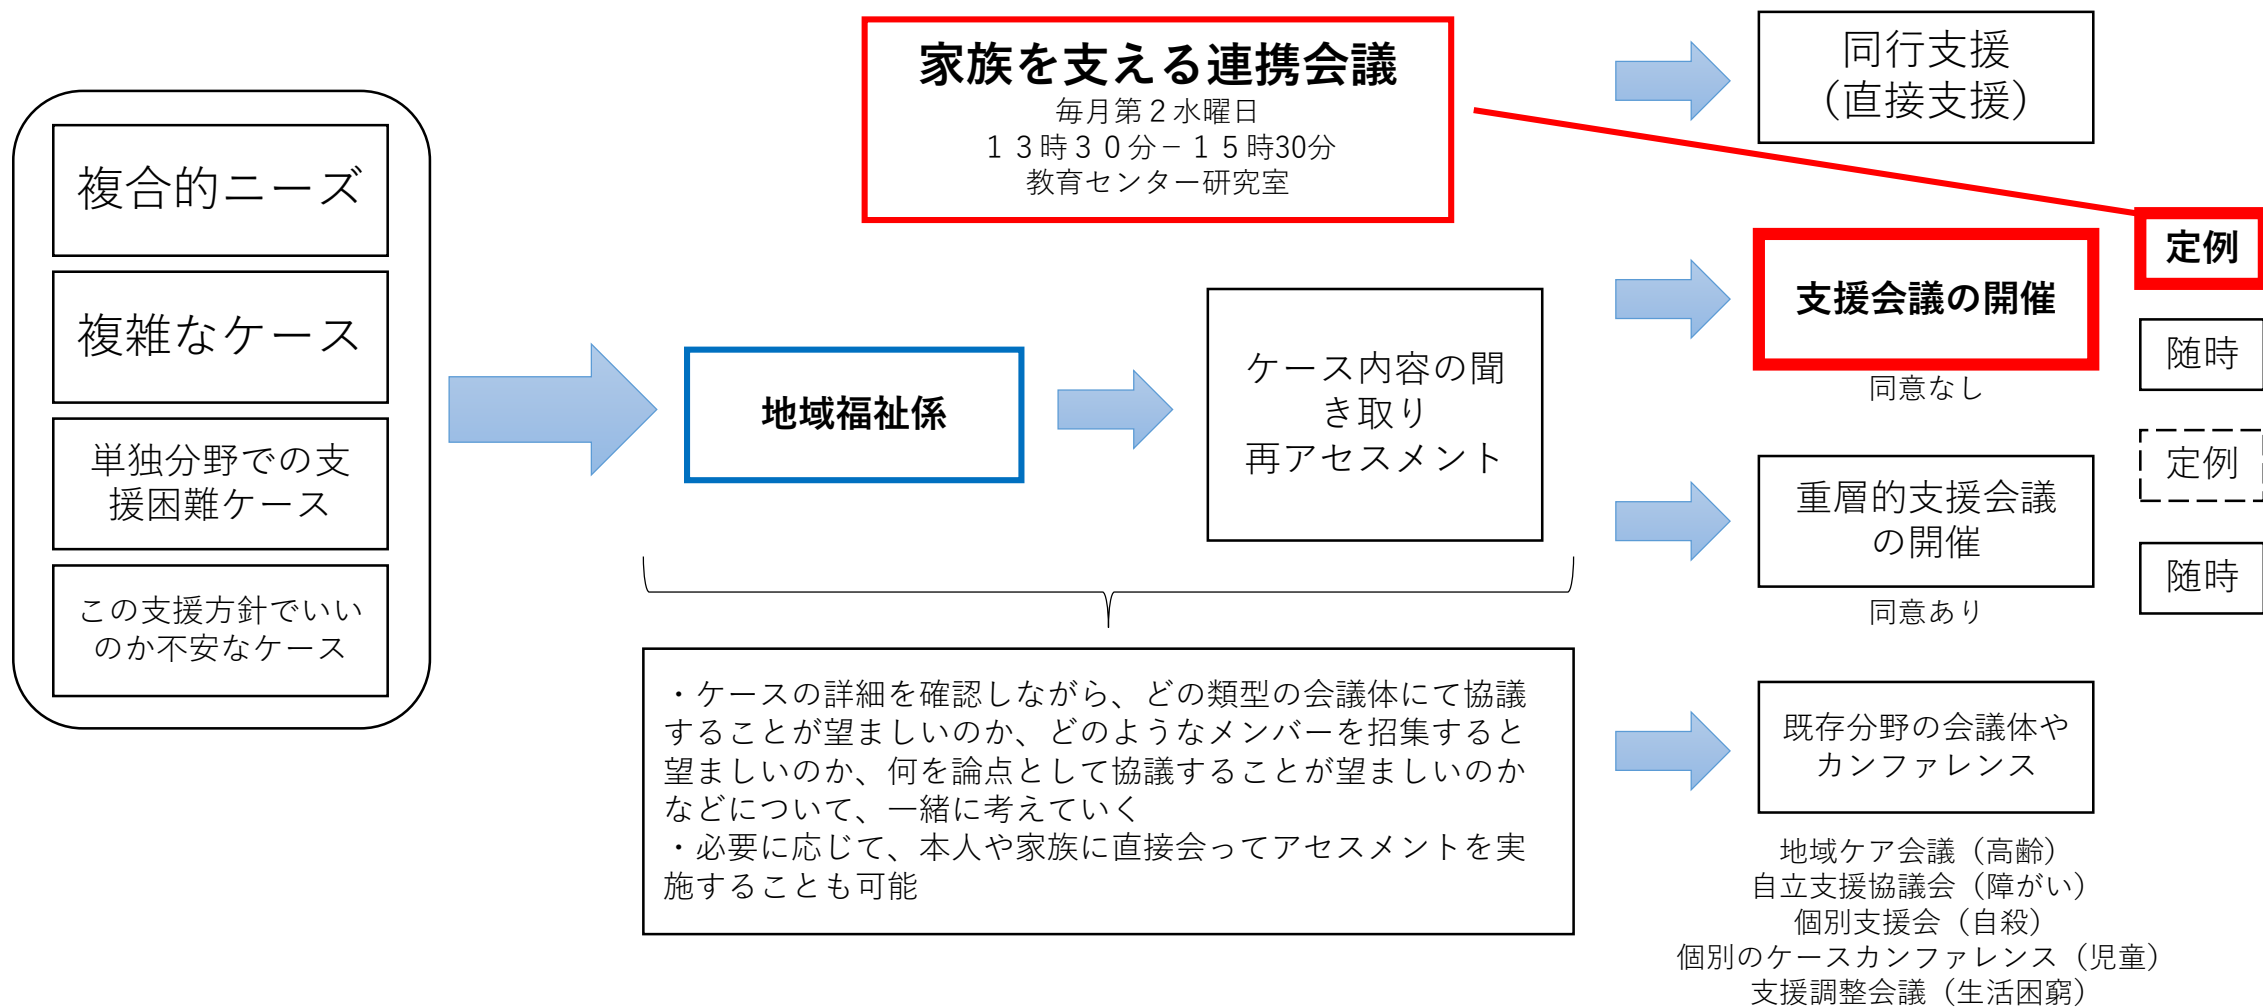 複合的ニーズ
複雑なケース
単独分野での支
援困難ケース
この支援方針でいい
のか不安なケース
家族を支える連携会議
毎月第２水曜日
１３時３０分－１５時30分
教育センター研究室
地域福祉係
ケース内容の聞
き取り
再アセスメント
・ケースの詳細を確認しながら、どの類型の会議体にて協議
することが望ましいのか、どのようなメンバーを招集すると
望ましいのか、何を論点として協議することが望ましいのか
などについて、一緒に考えていく
・必要に応じて、本人や家族に直接会ってアセスメントを実
施することも可能
同行支援
（直接支援）
支援会議の開催
同意なし
定例
随時
重層的支援会議
の開催
同意あり
定例
随時
既存分野の会議体や
カンファレンス
地域ケア会議（高齢）
自立支援協議会（障がい）
個別支援会（自殺）
個別のケースカンファレンス（児童）
支援調整会議（生活困窮）